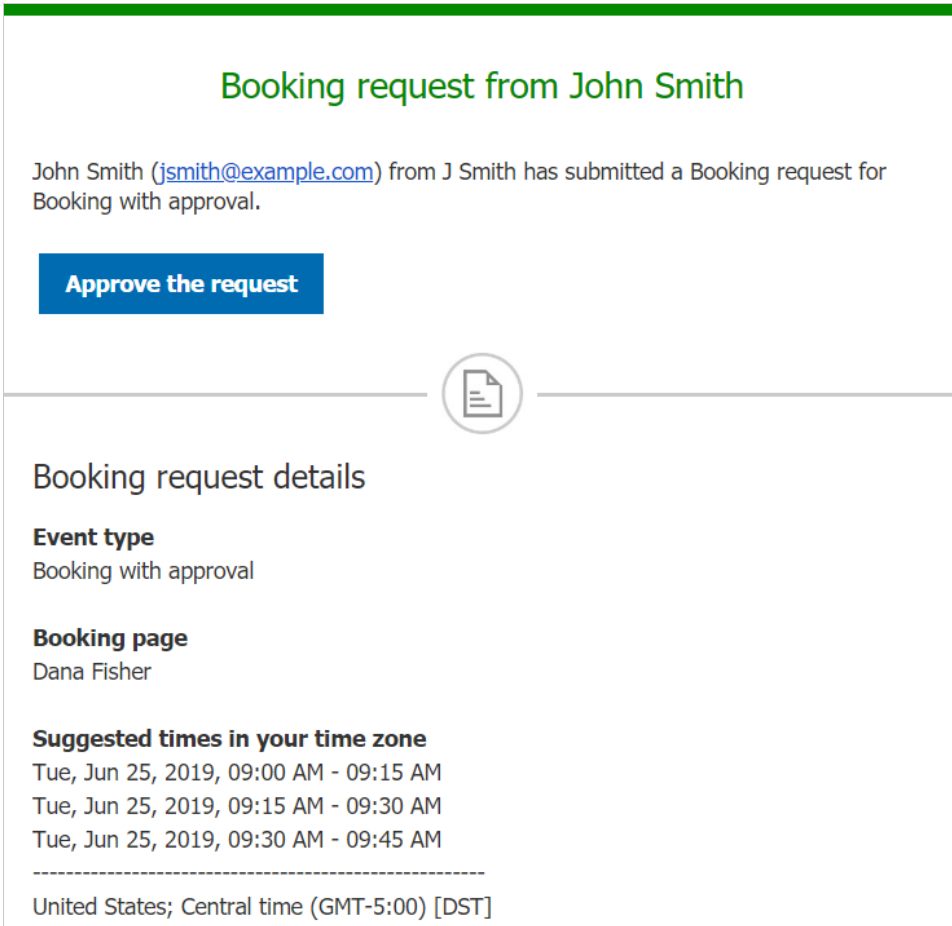 Booking request from John Smith
John Smith (jsmith@example.com) from J Smith has submitted a Booking request for
Booking with approval.
Approve the request
Booking request details
Event type
Booking with approval
Booking page
Dana Fisher
Suggested times in your time zone
Tue, Jun 25, 2019, 09:00 AM - 09:15 AM
Tue, Jun 25, 2019, 09:15 AM - 09:30 AM
Tue, Jun 25, 2019, 09:30 AM - 09:45 AM
-------------------------------------------------------
United States; Central time (GMT-5:00) [DST]